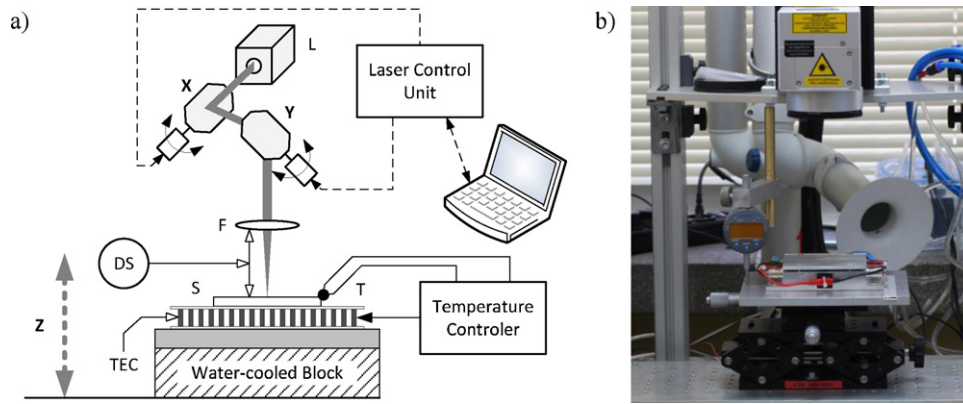 a)
b)
L
X
Laser Control
Unit
Y
F
DS
S
T
Z
Temperature
Controler
TEC
Water-cooled Block